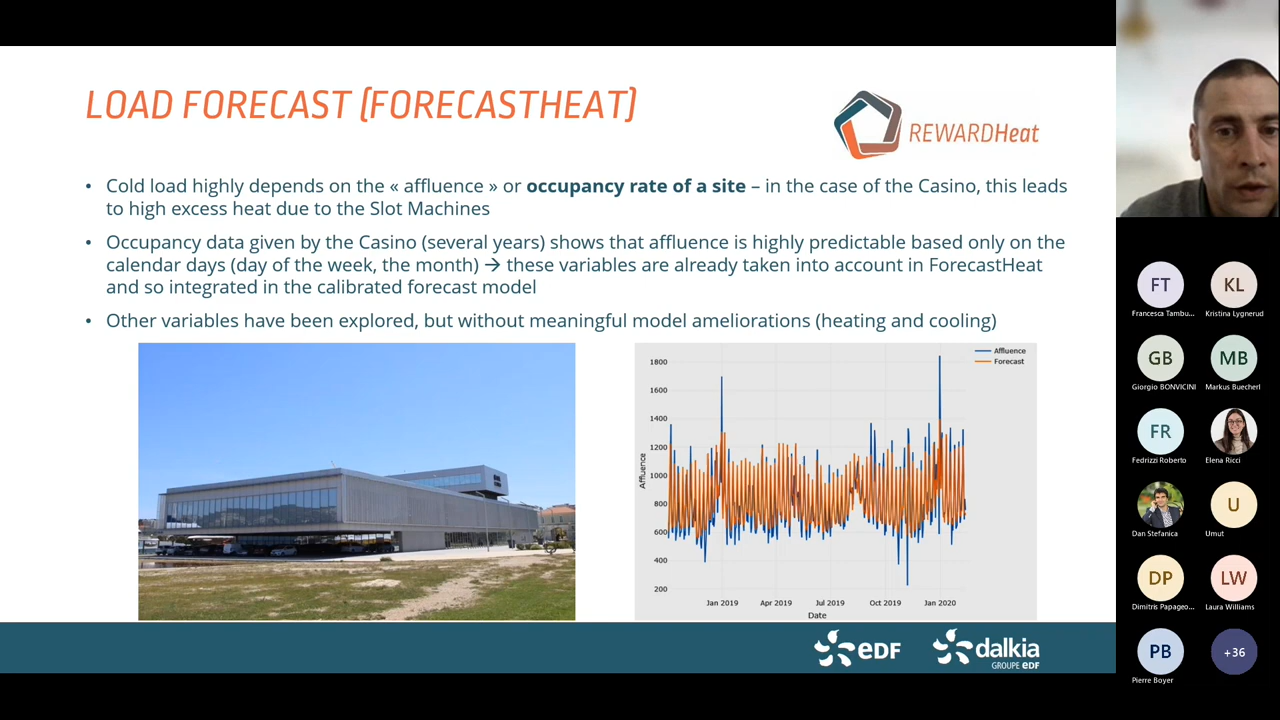 LOAD FORECAST (FORECASTHEAT)
REWARDHeat
• Cold load highly depends on the « affluence » or occupancy rate of a site – in the case of the Casino, this leads
to high excess heat due to the Slot Machines
• Occupancy data given by the Casino (several years) shows that affluence is highly predictable based only on the
calendar days (day of the week, the month) → these variables are already taken into account in ForecastHeat
and so integrated in the calibrated forecast model
• Other variables have been explored, but without meaningful model ameliorations (heating and cooling)
Affluence
Forecast
1800
1600
1400
1200
1000
800
600
400
200
Affluence
Jan 2019 Apr 2019 Jul 2019 Oct 2019 Jan 2020
Date
eDF
dalkia
GROUPE eDF
FT KL
Francesca Tambu... Kristina Lygnerud
GB MB
Giorgio BONVICINI Markus Buecherl
FR
Fedrizzi Roberto Elena Ricci
U
Dan Stefanica Umut
DP LW
Dimitris Papageo... Laura Williams
PB +36
Pierre Boyer